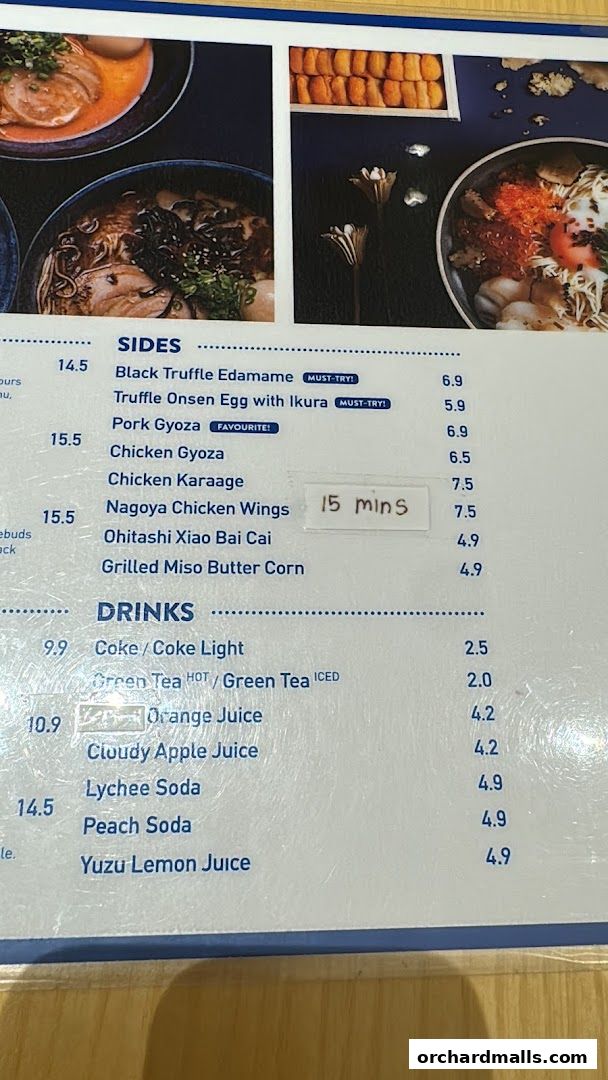 14.5
ours
nu,
15.5
15.5
ebuds
ack
9.9
10.9
14.5
le.
SIDES
Black Truffle Edamame MUST-TRY! 6.9
Truffle Onsen Egg with Ikura MUST-TRY! 5.9
Pork Gyoza FAVOURITE! 6.9
Chicken Gyoza 6.5
Chicken Karaage 7.5
Nagoya Chicken Wings 15 mins 7.5
Ohitashi Xiao Bai Cai 4.9
Grilled Miso Butter Corn 4.9
DRINKS
Coke / Coke Light 2.5
Green Tea HOT / Green Tea ICED 2.0
Orange Juice 4.2
Cloudy Apple Juice 4.2
Lychee Soda 4.9
Peach Soda 4.9
Yuzu Lemon Juice 4.9
orchardmalls.com